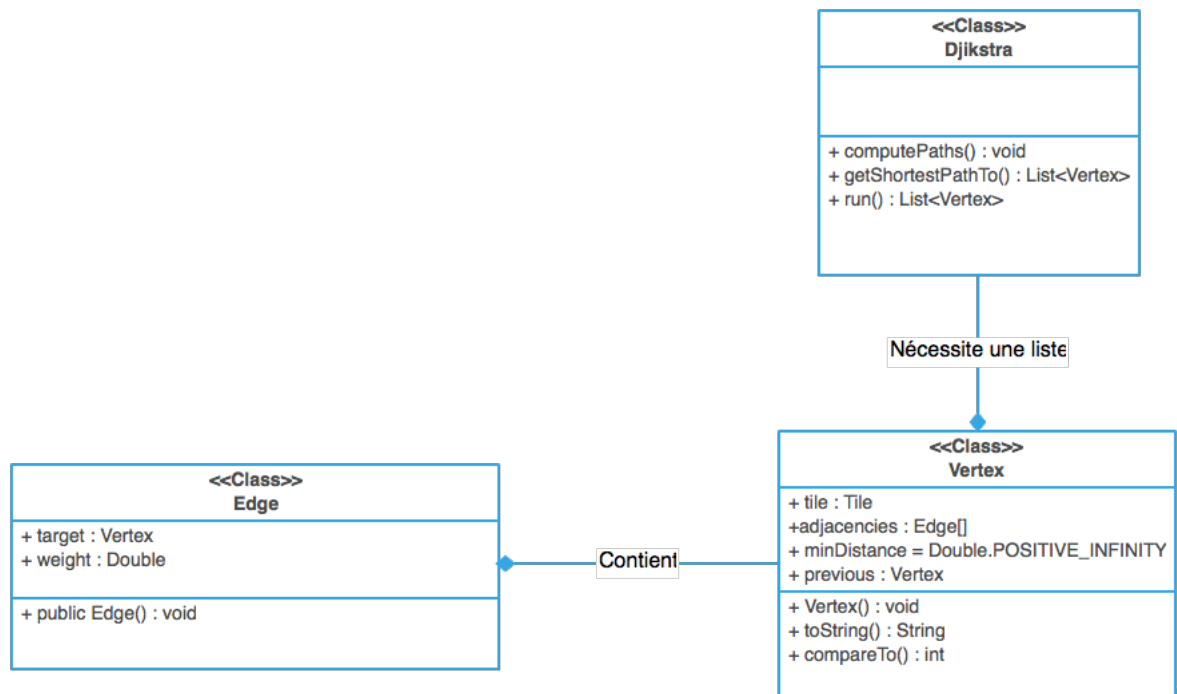 <<Class>>
Djikstra
+ computePaths() : void
+ getShortestPathTo() : List<Vertex>
+ run() : List<Vertex>
Nécessite une liste
<<Class>>
Vertex
+ tile : Tile
+adjacencies : Edge[]
+ minDistance = Double.POSITIVE_INFINITY
+ previous : Vertex
+ Vertex() : void
+ toString() : String
+ compareTo() : int
<<Class>>
Edge
+ target : Vertex
+ weight : Double
+ public Edge() : void
Contient